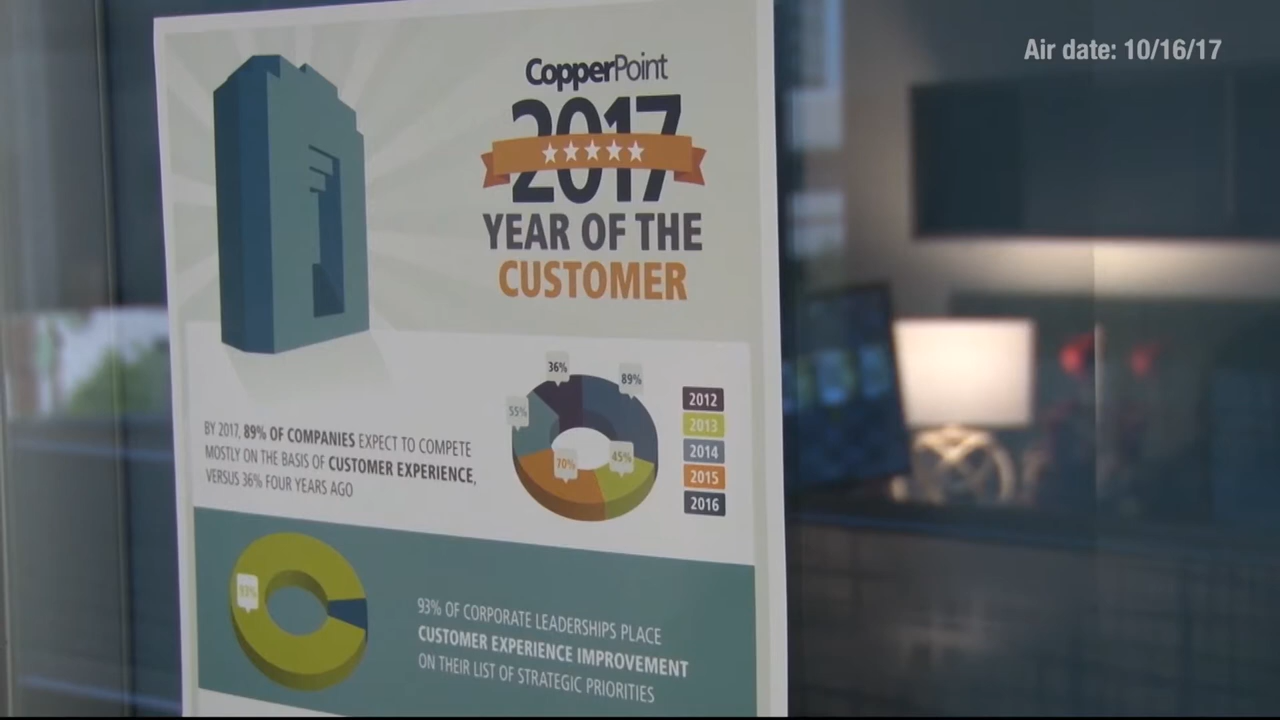 Air date: 10/16/17
CopperPoint
2017
YEAR OF THE
CUSTOMER
36%
89%
55%
70%
45%
2012
2013
2014
2015
2016
BY 2017, 89% OF COMPANIES EXPECT TO COMPETE
MOSTLY ON THE BASIS OF CUSTOMER EXPERIENCE,
VERSUS 36% FOUR YEARS AGO
93%
93% OF CORPORATE LEADERSHIPS PLACE
CUSTOMER EXPERIENCE IMPROVEMENT
ON THEIR LIST OF STRATEGIC PRIORITIES